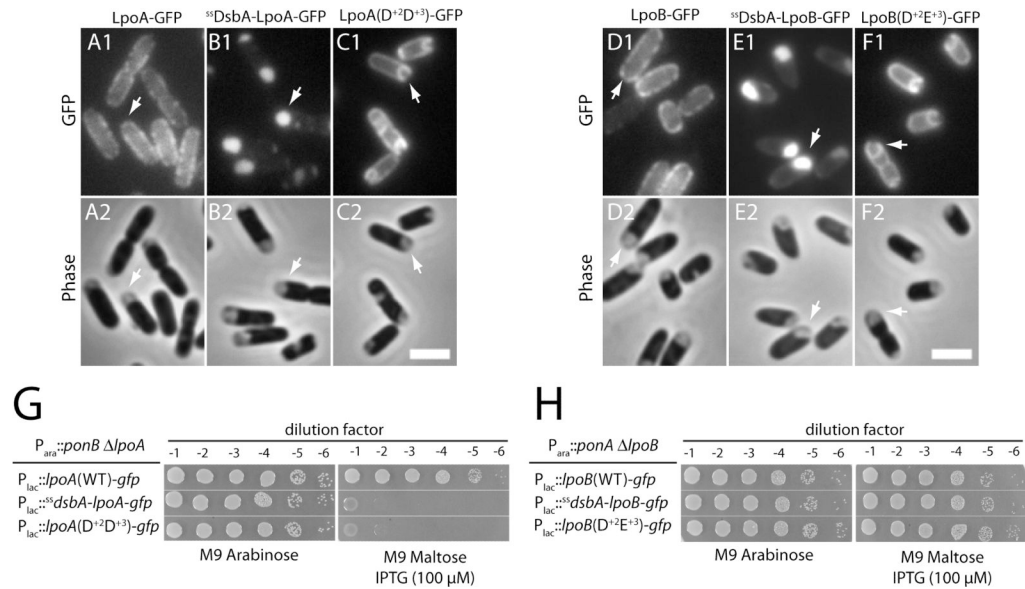 LpoA-GFP ˢˢDsbA-LpoA-GFP LpoA(D⁺²D⁺³)-GFP
LpoB-GFP ˢˢDsbA-LpoB-GFP LpoB(D⁺²E⁺³)-GFP
GFP A1 B1 C1
GFP D1 E1 F1
Phase A2 B2 C2
Phase D2 E2 F2
G
dilution factor
Pₐᵣₐ::ponB ΔlpoA
-1 -2 -3 -4 -5 -6 -1 -2 -3 -4 -5 -6
Pₗₐc::lpoA(WT)-gfp
Pₗₐc::ˢˢdsbA-lpoA-gfp
Pₗₐc::lpoA(D⁺²D⁺³)-gfp
M9 Arabinose M9 Maltose
IPTG (100 μM)
H
dilution factor
Pₐᵣₐ::ponA ΔlpoB
-1 -2 -3 -4 -5 -6 -1 -2 -3 -4 -5 -6
Pₗₐc::lpoB(WT)-gfp
Pₗₐc::ˢˢdsbA-lpoB-gfp
Pₗₐc::lpoB(D⁺²E⁺³)-gfp
M9 Arabinose M9 Maltose
IPTG (100 μM)